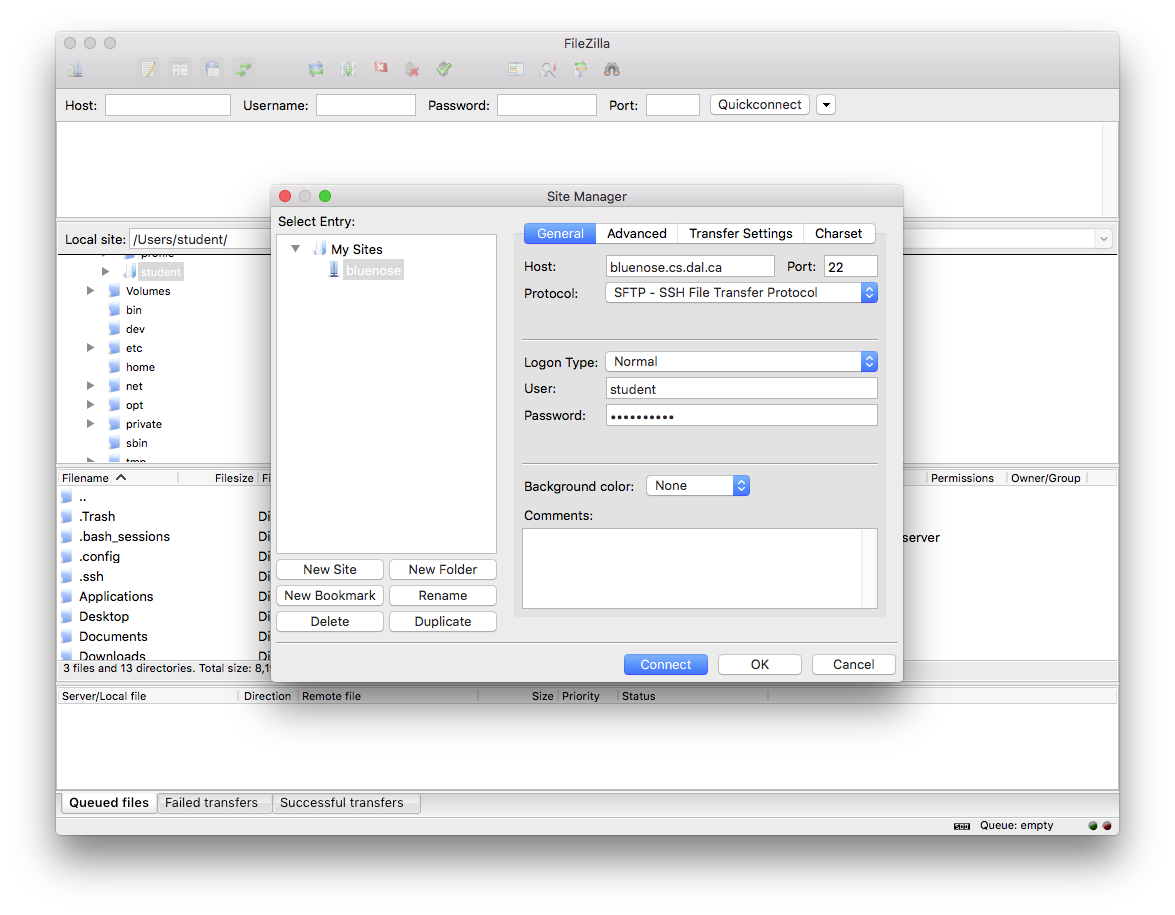 FileZilla
Host: Username: Password: Port: Quickconnect
Site Manager
Select Entry:
My Sites
bluenose
New Site New Folder
New Bookmark Rename
Delete Duplicate
General Advanced Transfer Settings Charset
Host: bluenose.cs.dal.ca Port: 22
Protocol: SFTP - SSH File Transfer Protocol
Logon Type: Normal
User: student
Password: ••••••••••
Background color: None
Comments:
Connect OK Cancel
Local site: /Users/student/
profile
student
Volumes
bin
dev
etc
home
net
opt
private
sbin
tmp
Filename Filesize Fi
..
.Trash Di
.bash_sessions Di
.config Di
.ssh Di
Applications Di
Desktop Di
Documents Di
Downloads Di
3 files and 13 directories. Total size: 8,19
Permissions Owner/Group
server
Server/Local file Direction Remote file Size Priority Status
Queued files Failed transfers Successful transfers
Queue: empty